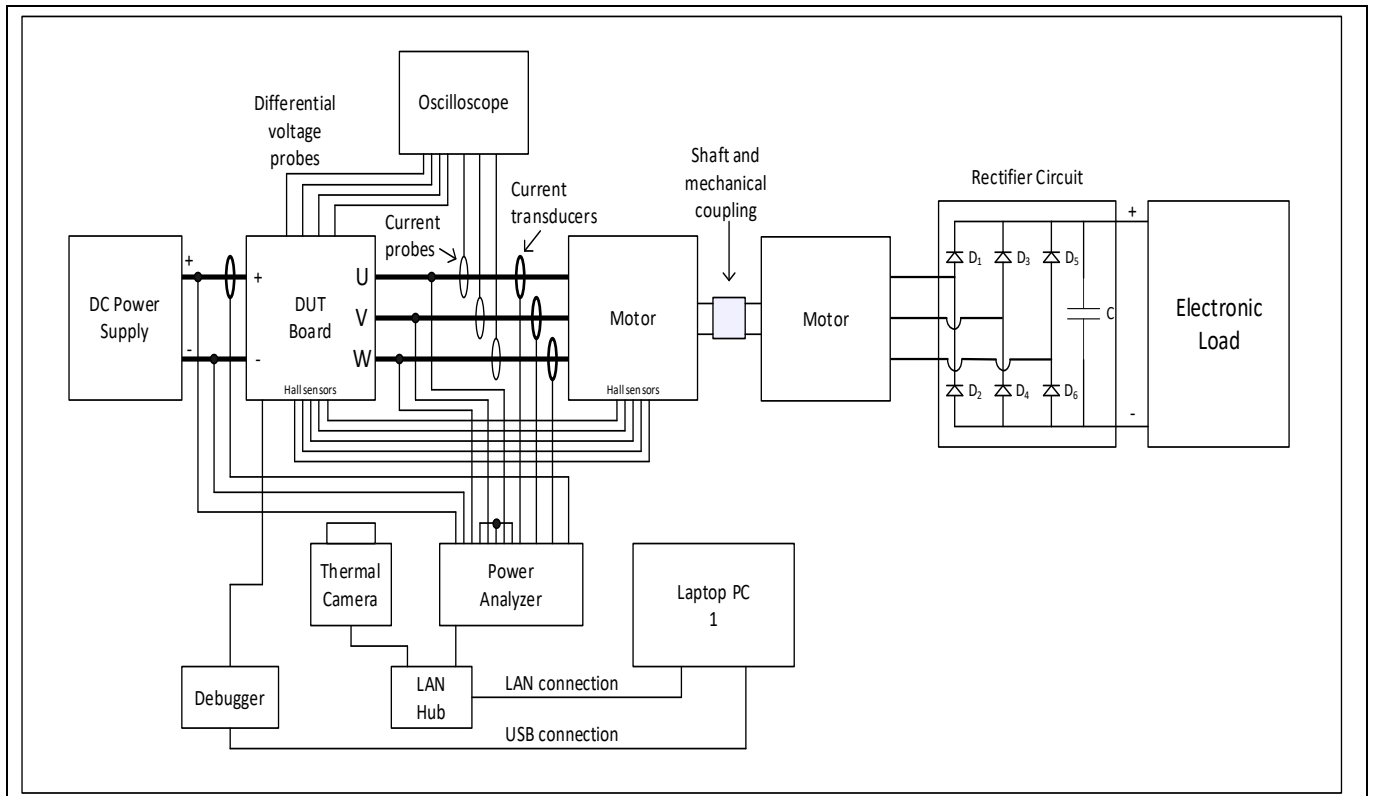 Oscilloscope
Differential
voltage
probes
Current
transducers
Current
probes
Shaft and
mechanical
coupling
Rectifier Circuit
DC Power
Supply
+
-
+
-
DUT
Board
U
V
W
Hall sensors
Motor
Hall sensors
Motor
D1
D3
D5
D2
D4
D6
C
+
-
Electronic
Load
Thermal
Camera
Power
Analyzer
Laptop PC
1
Debugger
LAN
Hub
LAN connection
USB connection